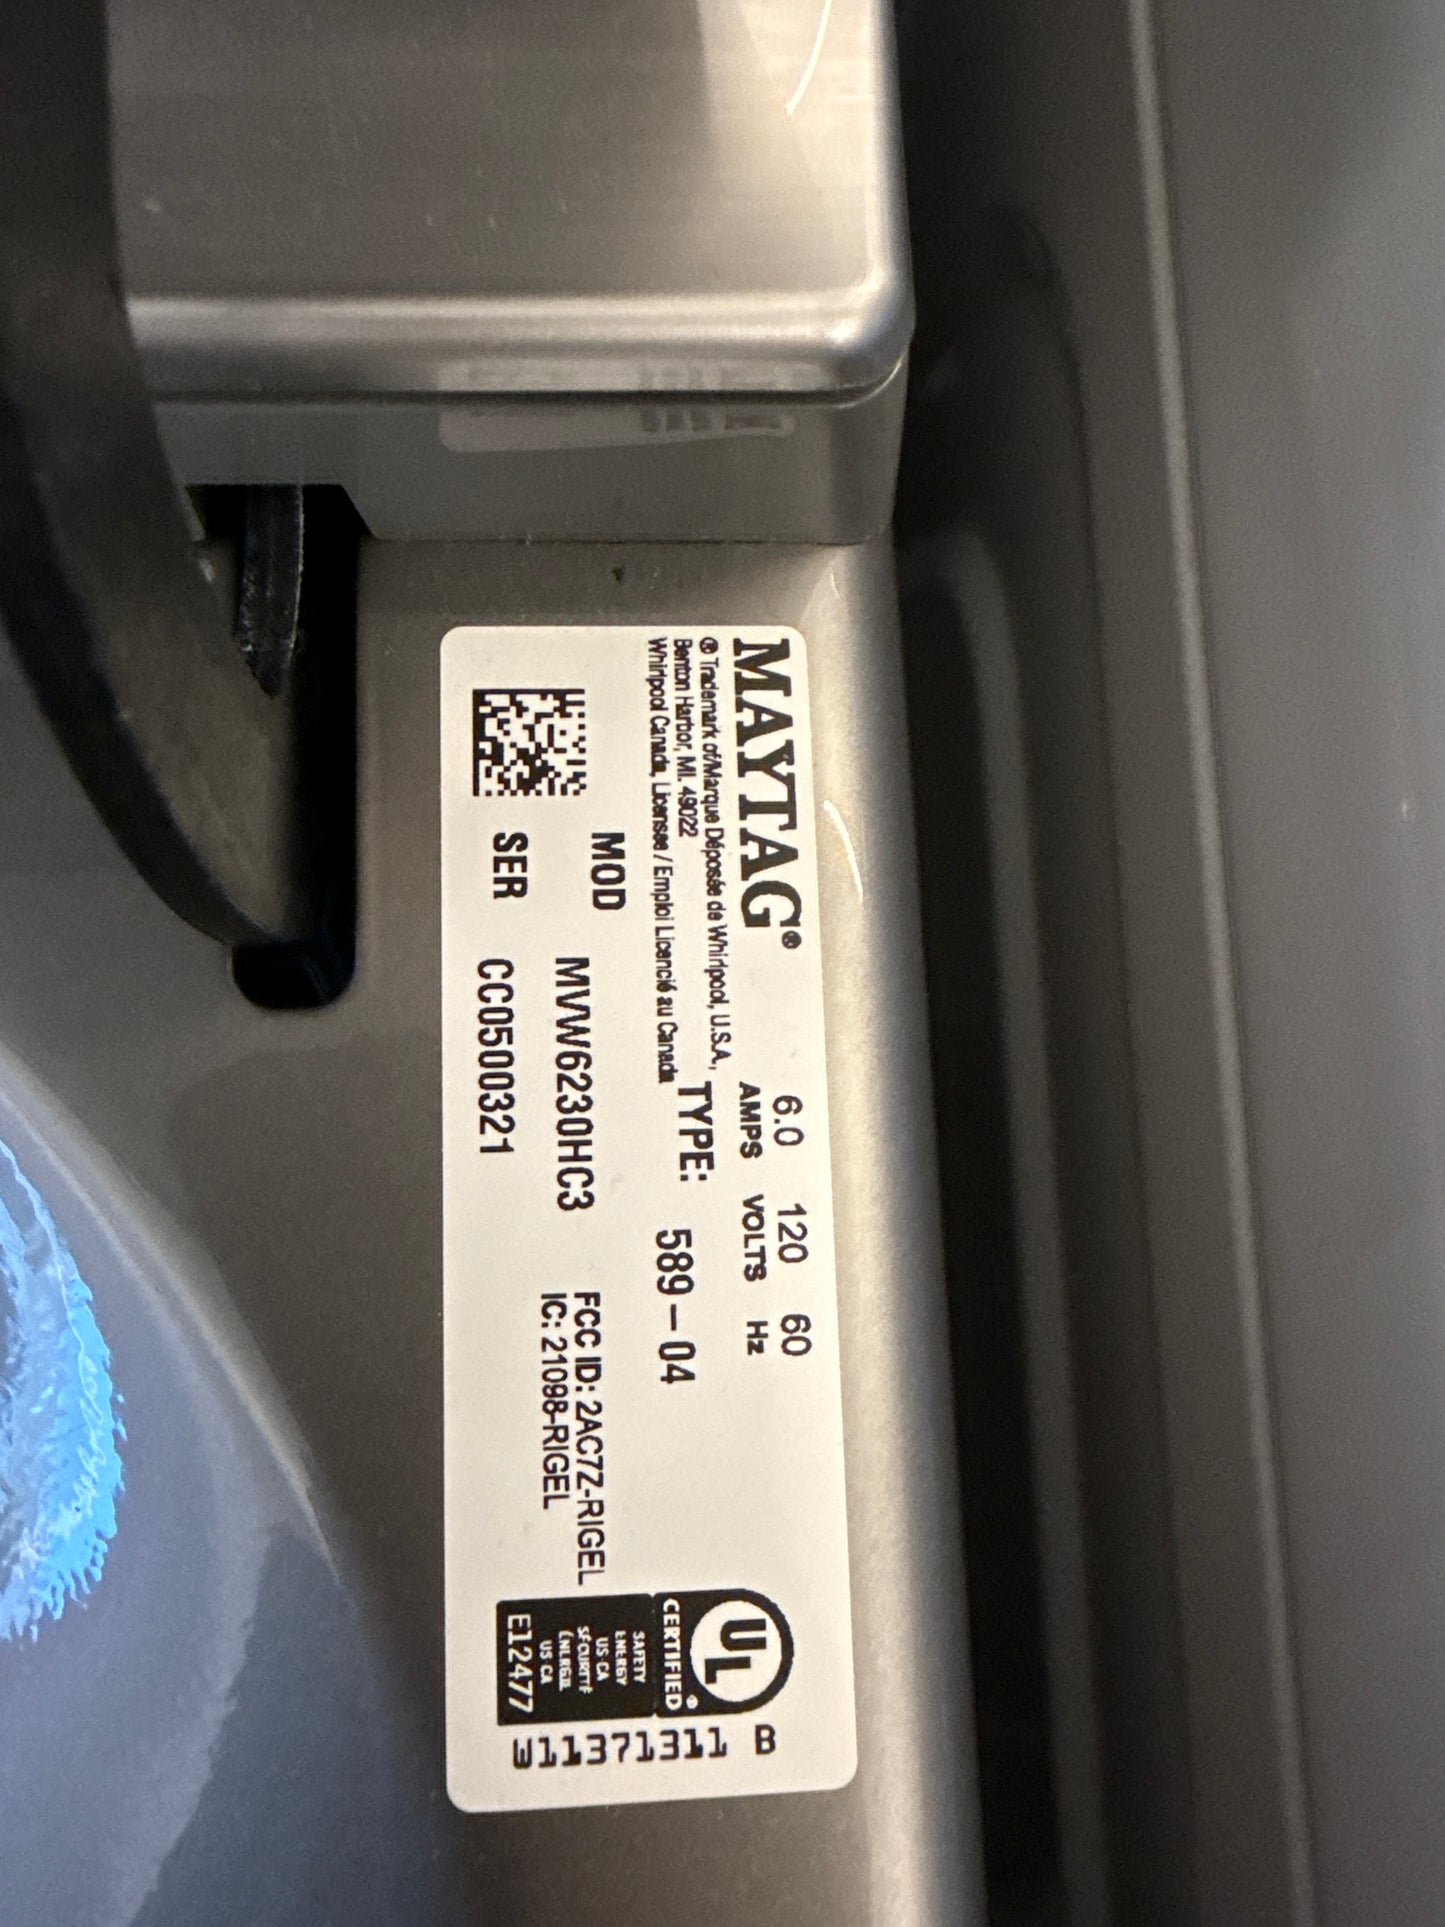 MAYTAG®
® Trademark of/Marque Déposée de Whirlpool, U.S.A.,
Benton Harbor, MI. 49022
Whirlpool Canada, Licensee / Emploi Licencié au Canada
6.0 120 60
AMPS VOLTS Hz
TYPE: 589-04
MOD MVW6230HC3
SER CC0500321
FCC ID: 2AC7Z-RIGEL
IC: 21098-RIGEL
UL
CERTIFIED®
SAFETY
ENERGY
US-CA
SÉCURITÉ
ÉNERGIE
US CA
E12477
W11371311 B